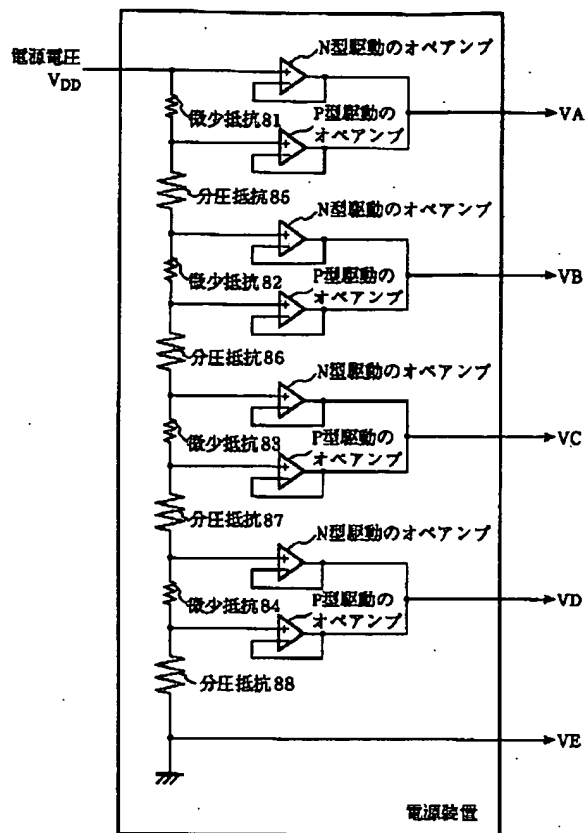 電源電圧
VDD
N型駆動のオペアンプ
VA
微少抵抗81
P型駆動の
オペアンプ
分圧抵抗85
N型駆動のオペアンプ
VB
微少抵抗82
P型駆動の
オペアンプ
分圧抵抗86
N型駆動のオペアンプ
VC
微少抵抗83
P型駆動の
オペアンプ
分圧抵抗87
N型駆動のオペアンプ
VD
微少抵抗84
P型駆動の
オペアンプ
分圧抵抗88
VE
電源装置